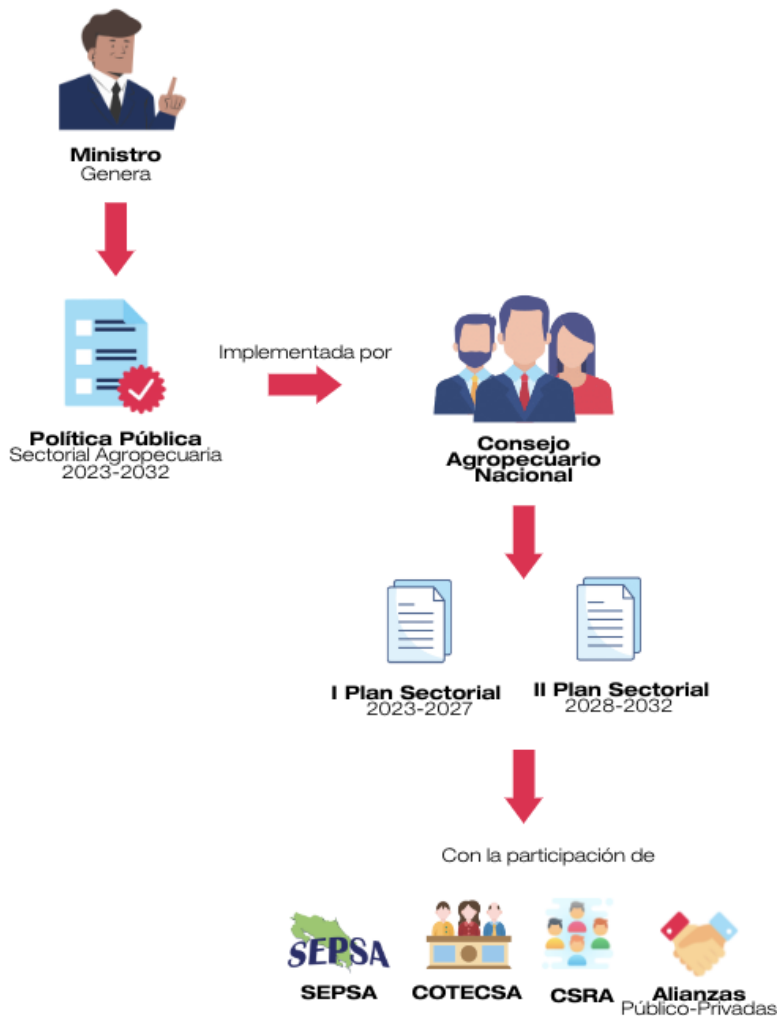 Ministro
Genera
Implementada por
Política Pública
Sectorial Agropecuaria
2023-2032
Consejo
Agropecuario
Nacional
I Plan Sectorial
2023-2027
II Plan Sectorial
2028-2032
Con la participación de
SEPSA
SEPSA
COTECSA
CSRA
Alianzas
Público-Privadas